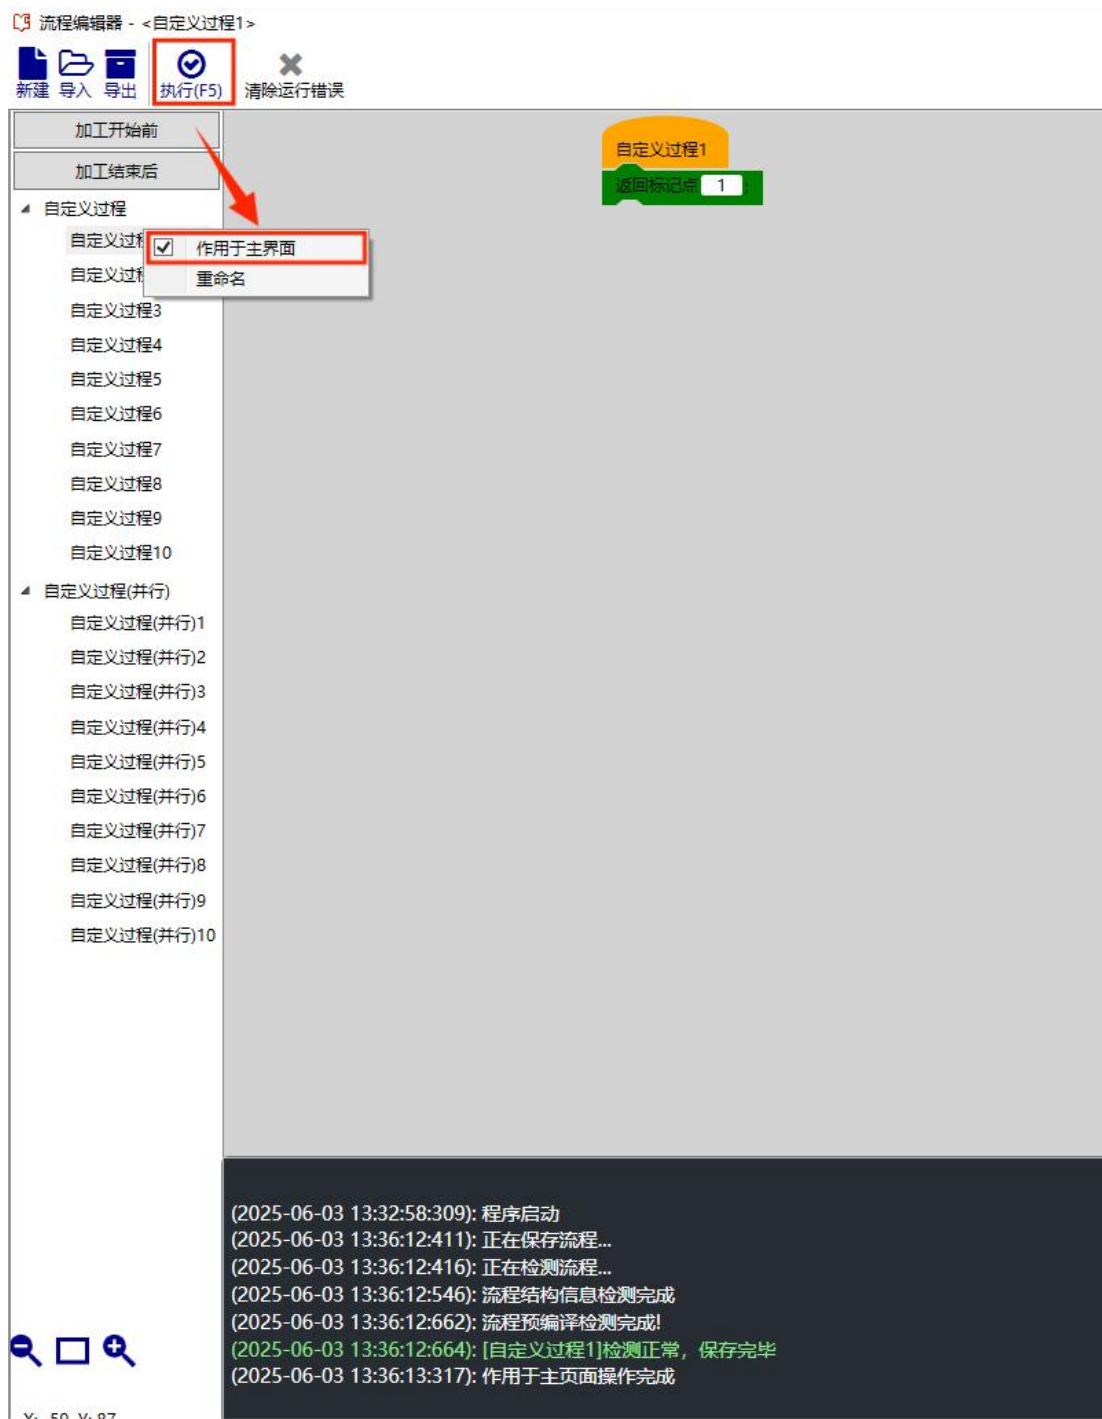 流程编辑器 - <自定义过程1>
新建 导入 导出 执行(F5) 清除运行错误
加工开始前
加工结束后
自定义过程
自定义过程
作用于主界面
自定义过
重命名
自定义过程3
自定义过程4
自定义过程5
自定义过程6
自定义过程7
自定义过程8
自定义过程9
自定义过程10
自定义过程(并行)
自定义过程(并行)1
自定义过程(并行)2
自定义过程(并行)3
自定义过程(并行)4
自定义过程(并行)5
自定义过程(并行)6
自定义过程(并行)7
自定义过程(并行)8
自定义过程(并行)9
自定义过程(并行)10
自定义过程1
返回标记点 1 ;
(2025-06-03 13:32:58:309): 程序启动
(2025-06-03 13:36:12:411): 正在保存流程...
(2025-06-03 13:36:12:416): 正在检测流程...
(2025-06-03 13:36:12:546): 流程结构信息检测完成
(2025-06-03 13:36:12:662): 流程预编译检测完成!
(2025-06-03 13:36:12:664): [自定义过程1]检测正常，保存完毕
(2025-06-03 13:36:13:317): 作用于主页面操作完成